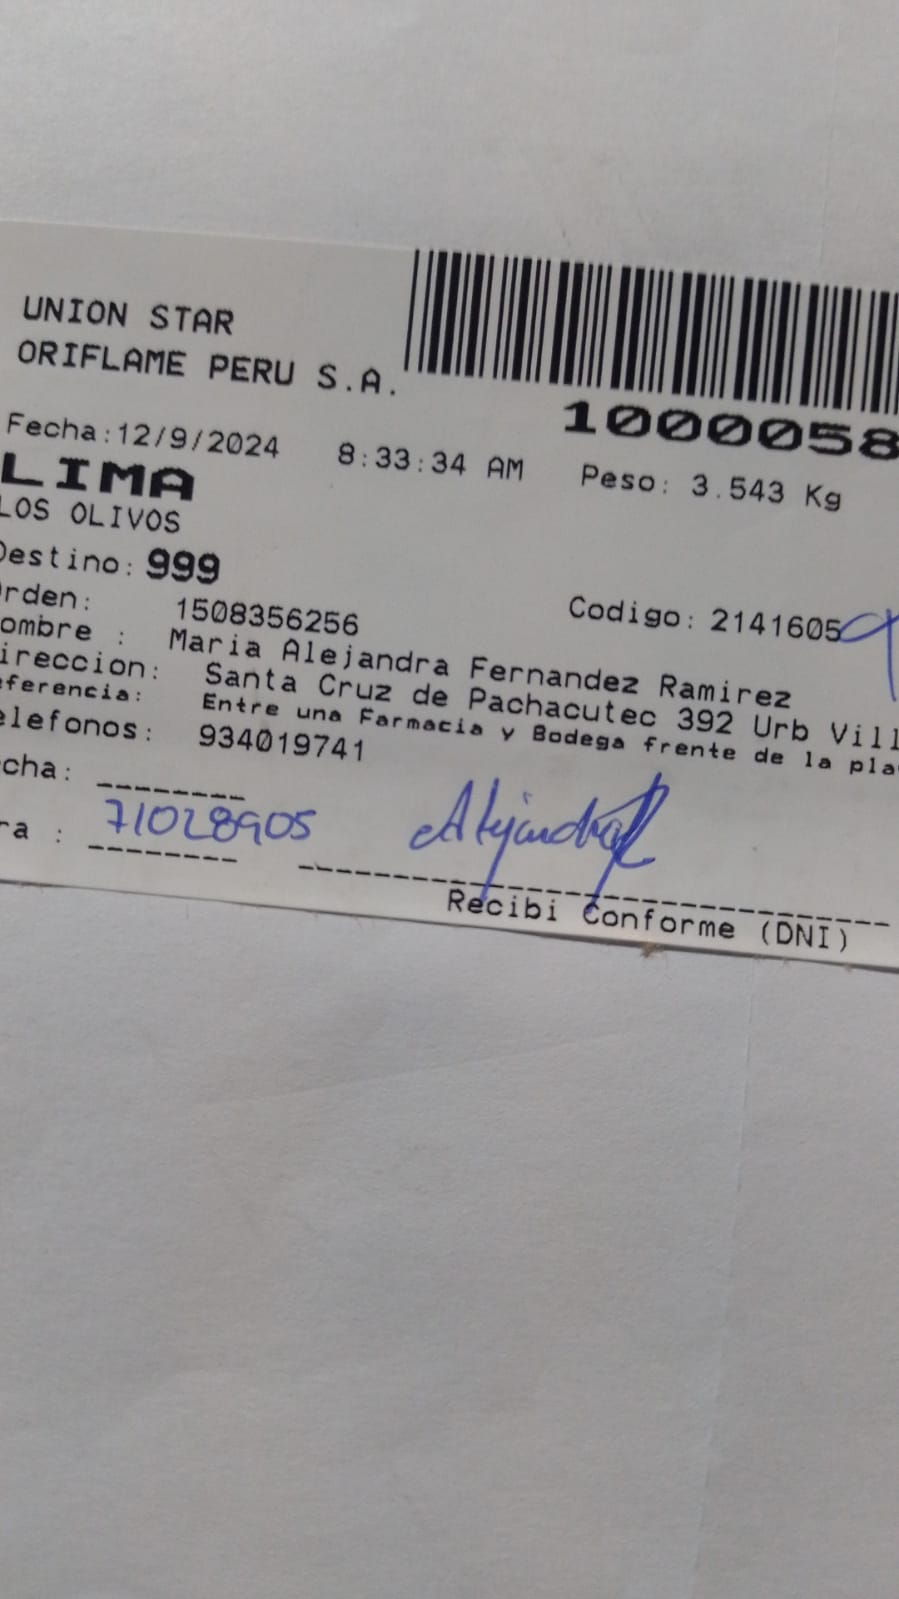 UNION STAR
ORIFLAME PERU S.A.
1000058
Fecha:12/9/2024 8:33:34 AM Peso: 3.543 Kg
LIMA
LOS OLIVOS
Destino: 999
rden: 1508356256 Codigo: 2141605
ombre : Maria Alejandra Fernandez Ramirez
ireccion: Santa Cruz de Pachacutec 392 Urb Vill
eferencia: Entre una Farmacia y Bodega frente de la pla
elefonos: 934019741
cha:
ra : 71028905 Alejandra
Recibi Conforme (DNI)